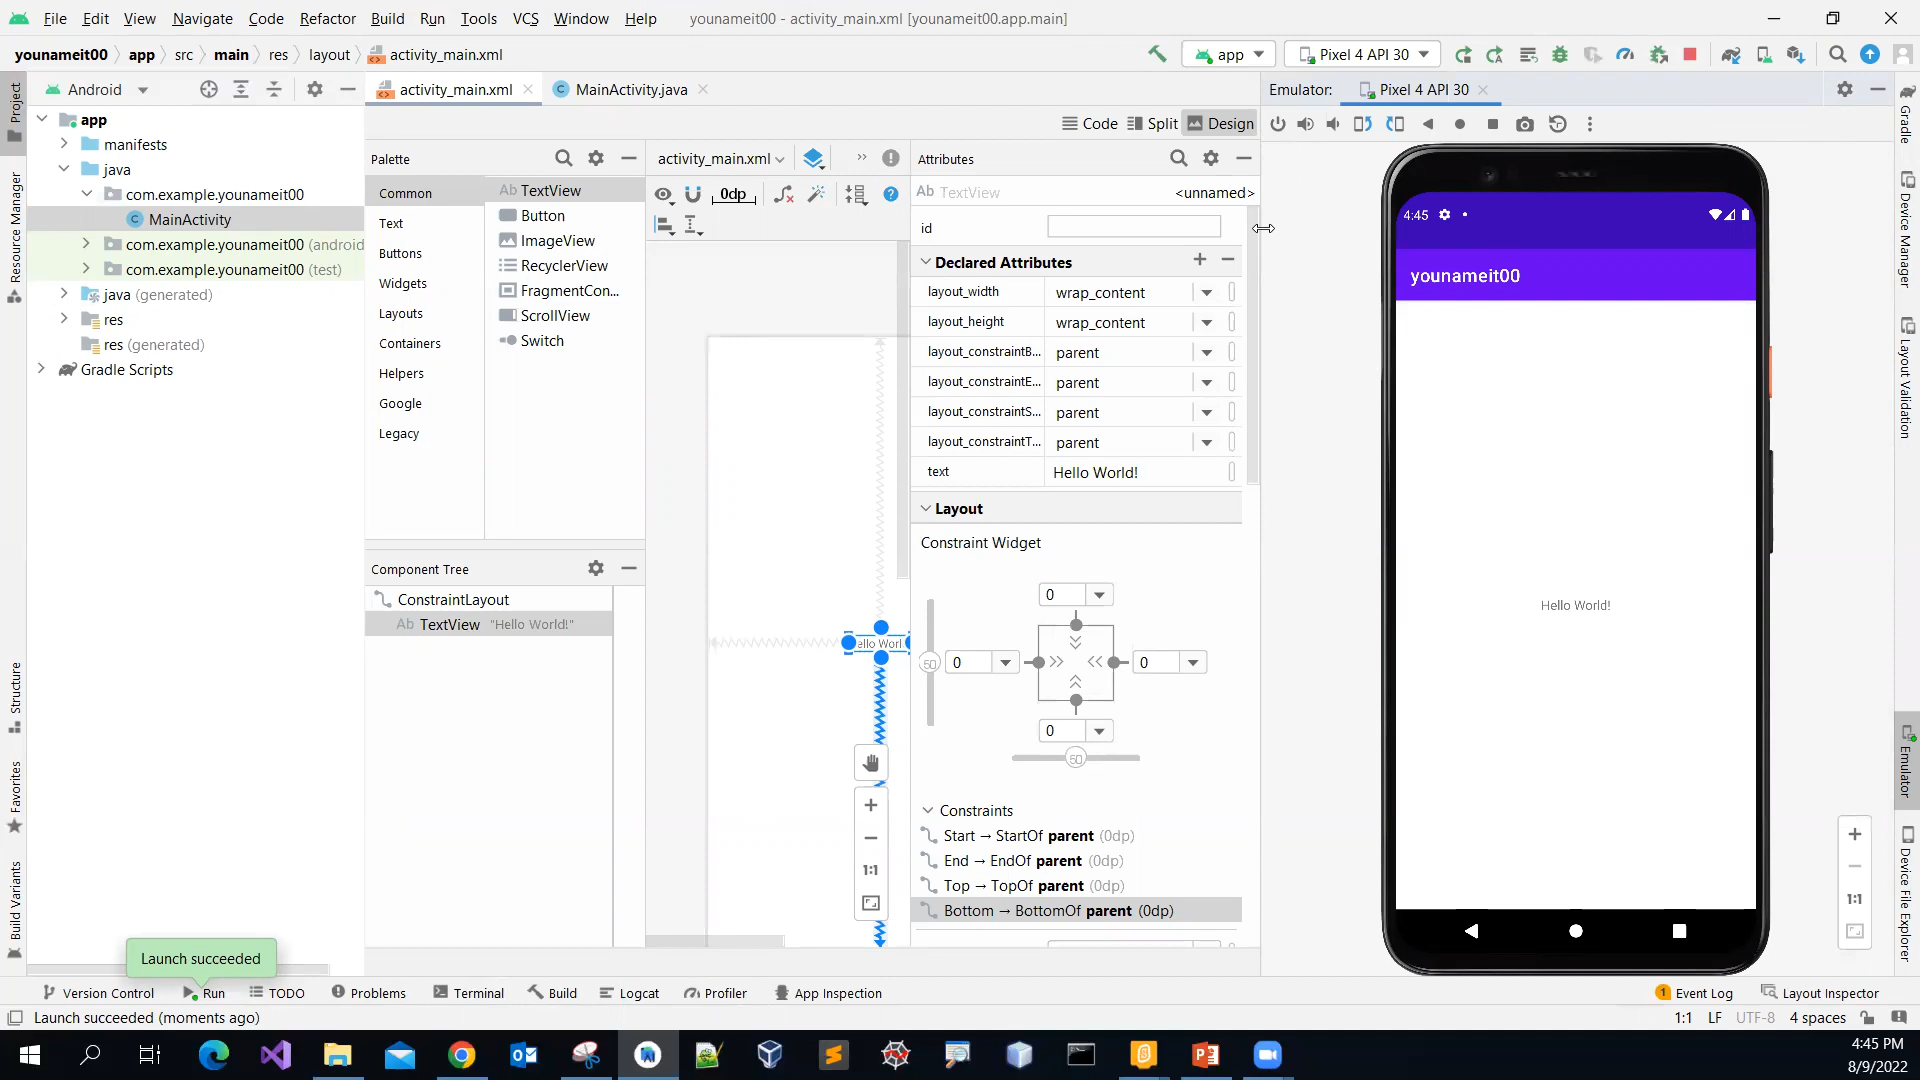 File Edit View Navigate Code Refactor Build Run Tools VCS Window Help younameit00 - activity_main.xml [younameit00.app.main]
younameit00 app src main res layout activity_main.xml app Pixel 4 API 30
Project Android activity_main.xml MainActivity.java Emulator: Pixel 4 API 30 Gradle
app Code Split Design
manifests Palette activity_main.xml Attributes
java Common Ab TextView 0dp Ab TextView <unnamed>
com.example.younameit00 Text Button id
MainActivity Buttons ImageView Declared Attributes
com.example.younameit00 (android Widgets RecyclerView layout_width wrap_content
com.example.younameit00 (test) Layouts FragmentCon... layout_height wrap_content
java (generated) Containers ScrollView layout_constraintB... parent
res Helpers Switch layout_constraintE... parent
res (generated) Google layout_constraintS... parent
Gradle Scripts Legacy layout_constraintT... parent
text Hello World!
Layout
Constraint Widget
Component Tree
ConstraintLayout
Ab TextView "Hello World!"
ello Worl
0
50 0 0
0
50
1:1
Constraints
Start → StartOf parent (0dp)
End → EndOf parent (0dp)
Top → TopOf parent (0dp)
Bottom → BottomOf parent (0dp)
4:45
younameit00
Hello World!
1:1
Resource Manager
Structure
Favorites
Build Variants
Device Manager
Layout Validation
Emulator
Device File Explorer
Launch succeeded
Version Control Run TODO Problems Terminal Build Logcat Profiler App Inspection 1 Event Log Layout Inspector
Launch succeeded (moments ago) 1:1 LF UTF-8 4 spaces
4:45 PM
8/9/2022